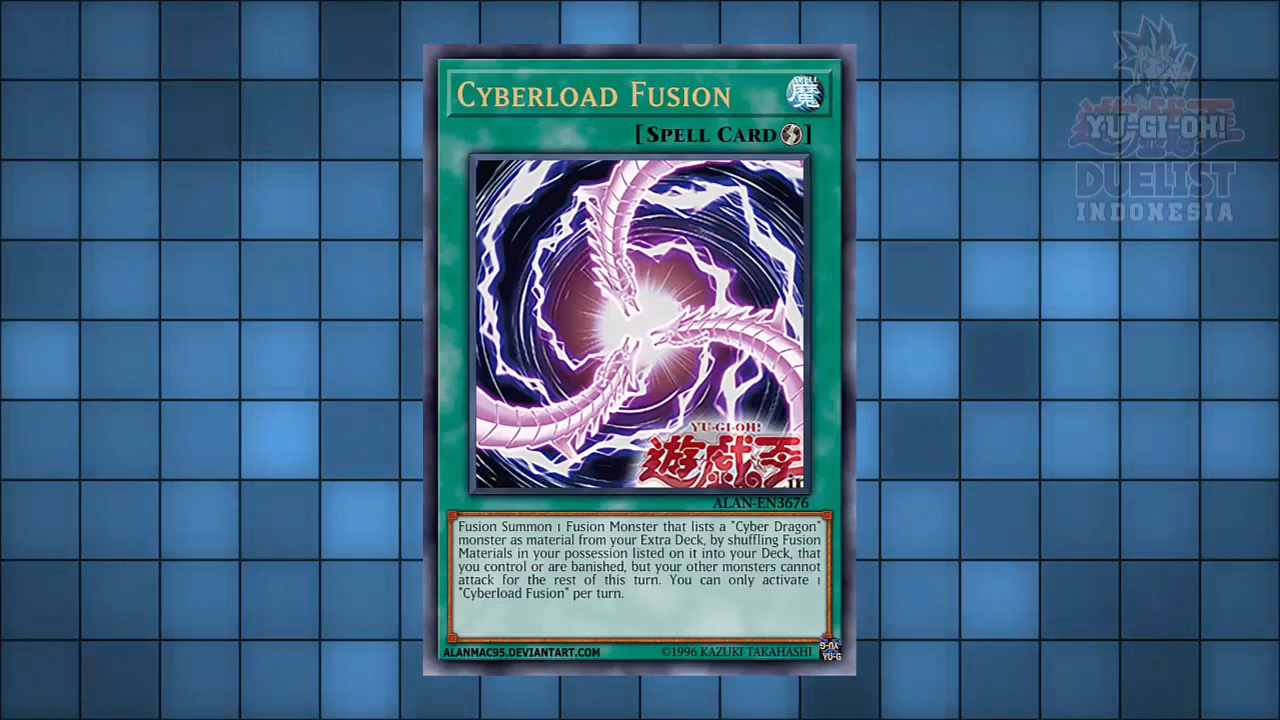 CYBERLOAD FUSION
SPELL
魔
[SPELL CARD]
YU-GI-OH!
DUELIST
INDONESIA
YU-GI-OH!
遊戯王
ALAN-EN3676
Fusion Summon 1 Fusion Monster that lists a "Cyber Dragon"
monster as material from your Extra Deck, by shuffling Fusion
Materials in your possession listed on it into your Deck, that
you control or are banished, but your other monsters cannot
attack for the rest of this turn. You can only activate 1
"Cyberload Fusion" per turn.
ALANMAC95.DEVIANTART.COM
©1996 KAZUKI TAKAHASHI